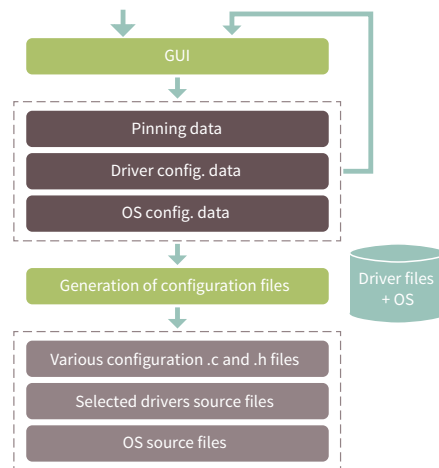 GUI
Pinning data
Driver config. data
OS config. data
Generation of configuration files
Driver files
+ OS
Various configuration .c and .h files
Selected drivers source files
OS source files